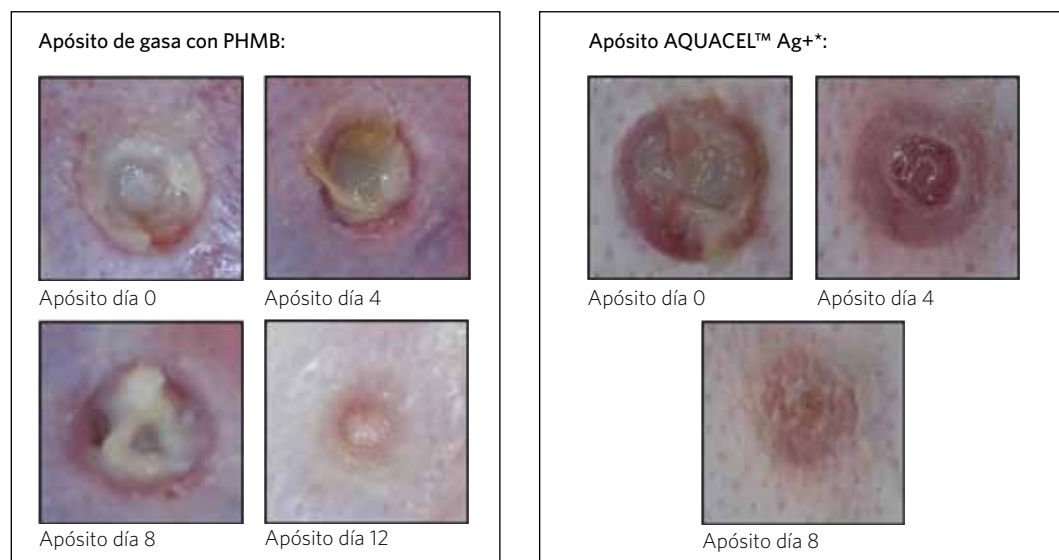 Apósito de gasa con PHMB:
Apósito día 0
Apósito día 4
Apósito día 8
Apósito día 12
Apósito AQUACEL™ Ag+*:
Apósito día 0
Apósito día 4
Apósito día 8